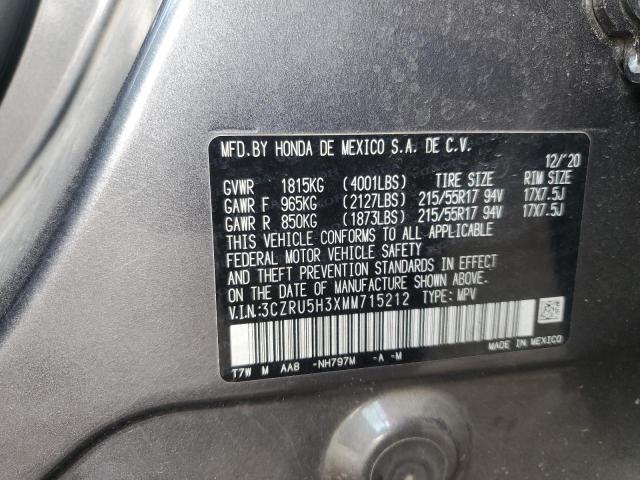 MFD.BY HONDA DE MEXICO S.A. DE C.V.
12/'20
GVWR 1815KG (4001LBS) TIRE SIZE RIM SIZE
GAWR F 965KG (2127LBS) 215/55R17 94V 17X7.5J
GAWR R 850KG (1873LBS) 215/55R17 94V 17X7.5J
THIS VEHICLE CONFORMS TO ALL APPLICABLE
FEDERAL MOTOR VEHICLE SAFETY
AND THEFT PREVENTION STANDARDS IN EFFECT
ON THE DATE OF MANUFACTURE SHOWN ABOVE.
V.I.N:3CZRU5H3XMM715212 TYPE: MPV
MADE IN MEXICO
T7W M AA8 -NH797M -A -M